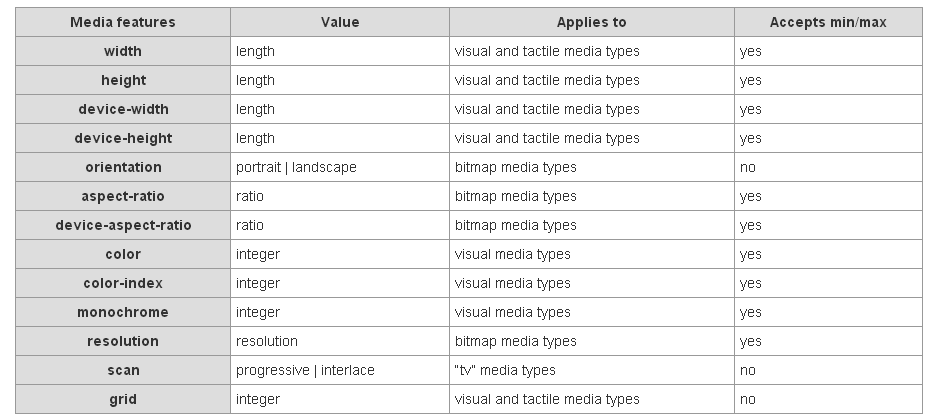 Media features Value Applies to Accepts min/max
width length visual and tactile media types yes
height length visual and tactile media types yes
device-width length visual and tactile media types yes
device-height length visual and tactile media types yes
orientation portrait | landscape bitmap media types no
aspect-ratio ratio bitmap media types yes
device-aspect-ratio ratio bitmap media types yes
color integer visual media types yes
color-index integer visual media types yes
monochrome integer visual media types yes
resolution resolution bitmap media types yes
scan progressive | interlace "tv" media types no
grid integer visual and tactile media types no